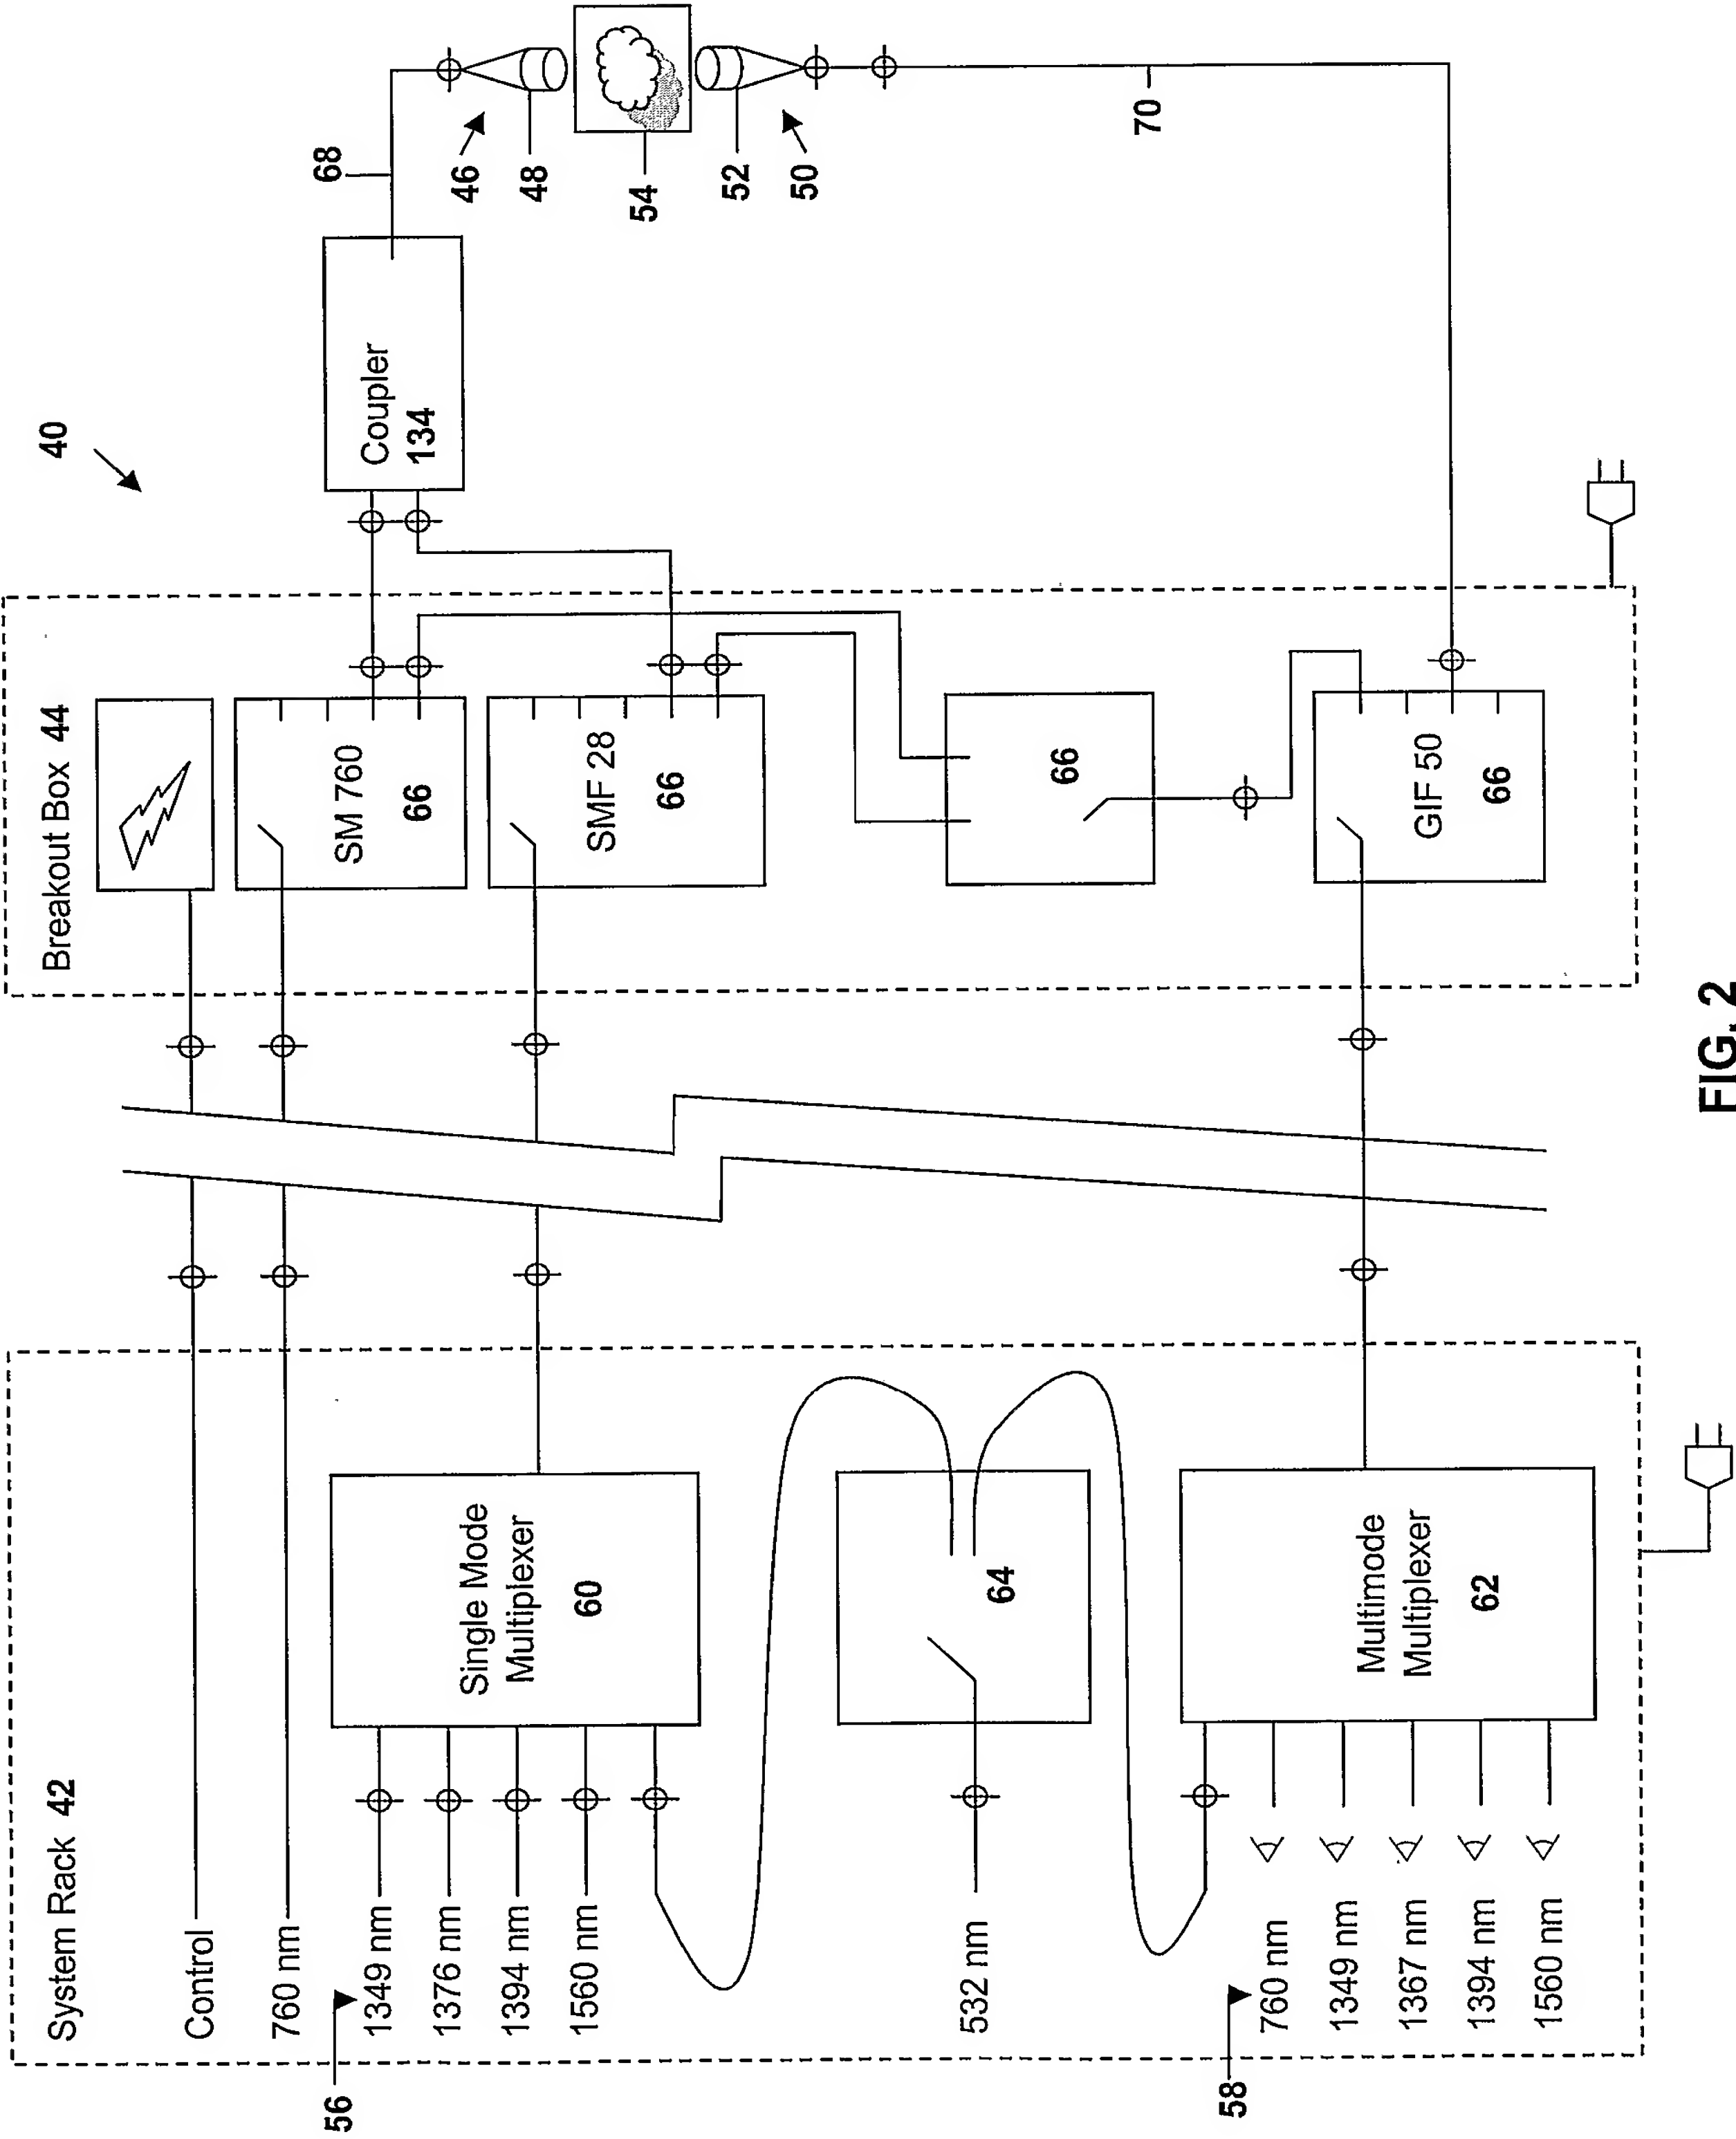 40
System Rack 42
Control
760 nm
56
1349 nm
1376 nm
1394 nm
1560 nm
Single Mode
Multiplexer
60
532 nm
64
58
760 nm
1349 nm
1367 nm
1394 nm
1560 nm
Multimode
Multiplexer
62
Breakout Box 44
SM 760
66
SMF 28
66
66
GIF 50
66
Coupler
134
68
46
48
54
52
50
70
FIG. 2